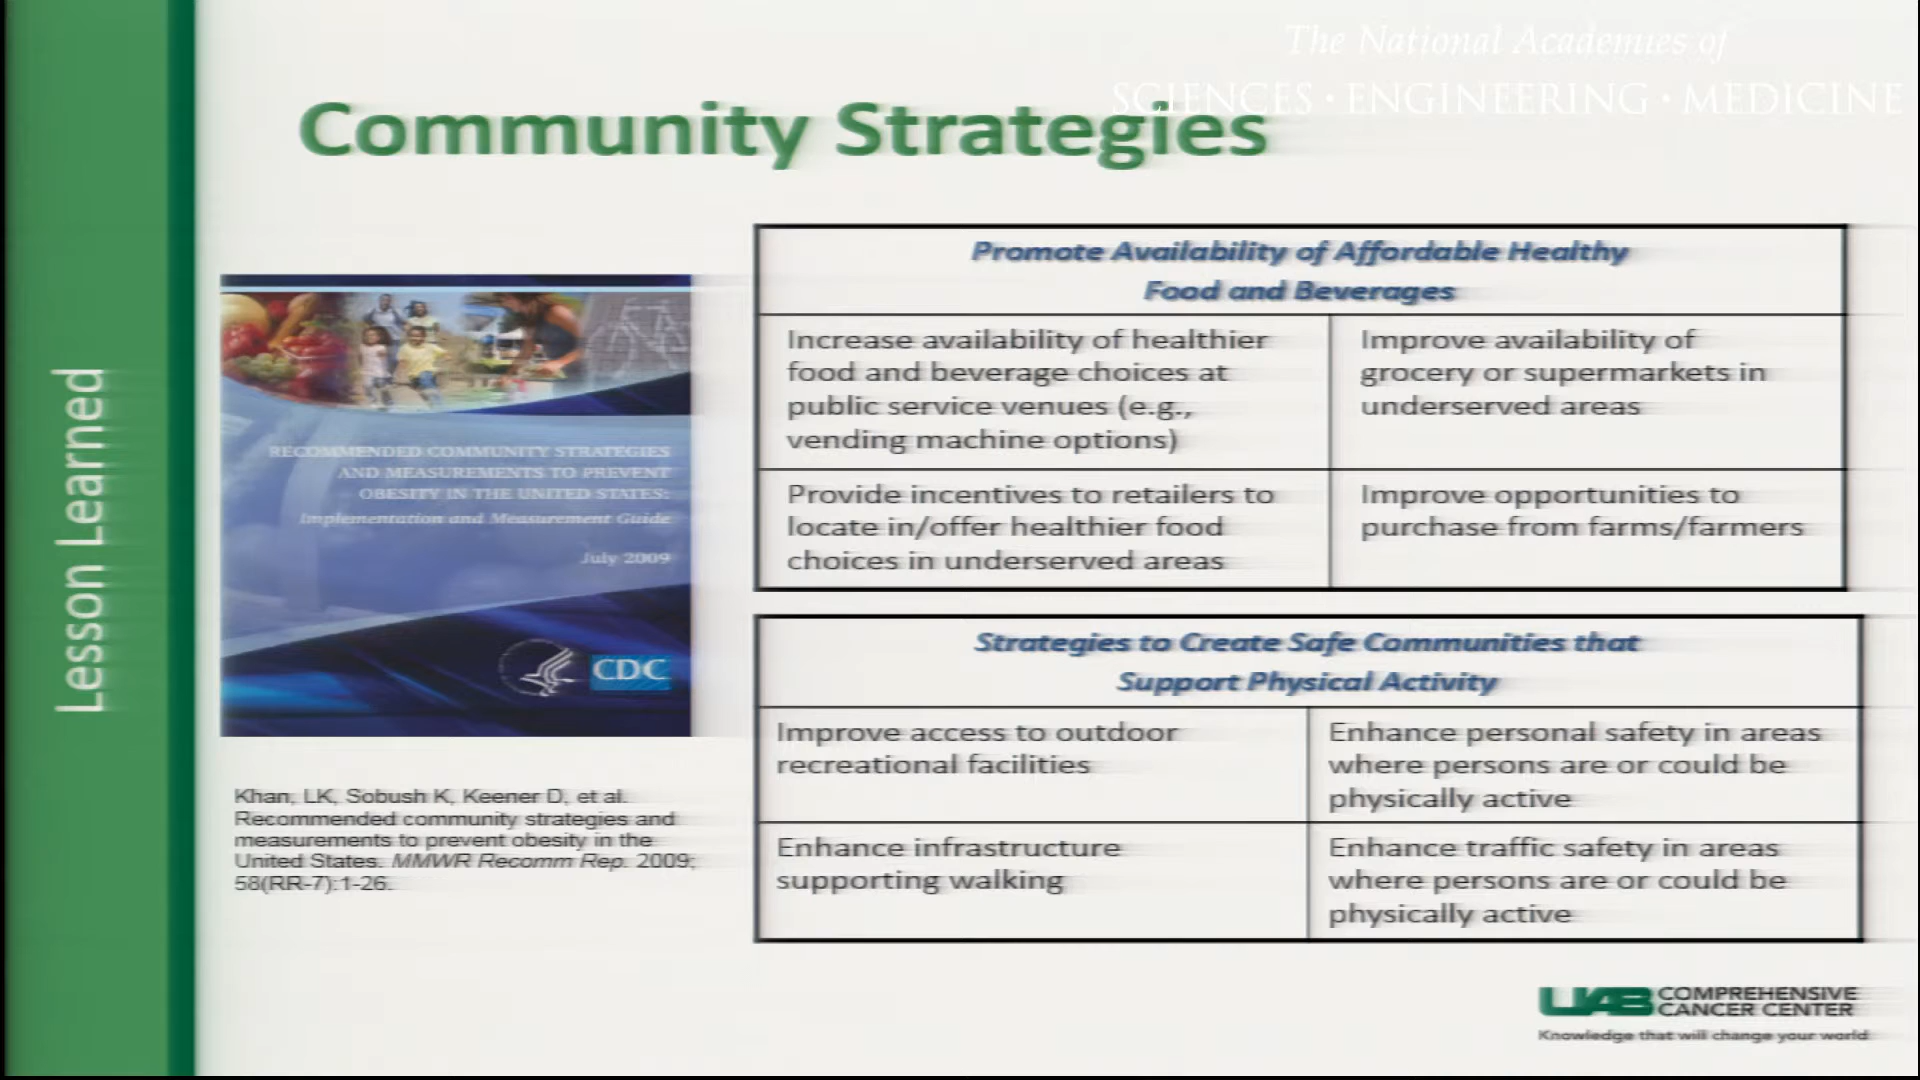 The National Academies of
SCIENCES · ENGINEERING · MEDICINE
Community Strategies
Lesson Learned
RECOMMENDED COMMUNITY STRATEGIES
AND MEASUREMENTS TO PREVENT
OBESITY IN THE UNITED STATES:
Implementation and Measurement Guide
July 2009
CDC
Khan, LK, Sobush K, Keener D, et al.
Recommended community strategies and
measurements to prevent obesity in the
United States. MMWR Recomm Rep. 2009;
58(RR-7):1-26.
Promote Availability of Affordable Healthy
Food and Beverages
Increase availability of healthier
food and beverage choices at
public service venues (e.g.,
vending machine options)
Improve availability of
grocery or supermarkets in
underserved areas
Provide incentives to retailers to
locate in/offer healthier food
choices in underserved areas
Improve opportunities to
purchase from farms/farmers
Strategies to Create Safe Communities that
Support Physical Activity
Improve access to outdoor
recreational facilities
Enhance personal safety in areas
where persons are or could be
physically active
Enhance infrastructure
supporting walking
Enhance traffic safety in areas
where persons are or could be
physically active
UAB COMPREHENSIVE
CANCER CENTER
Knowledge that will change your world